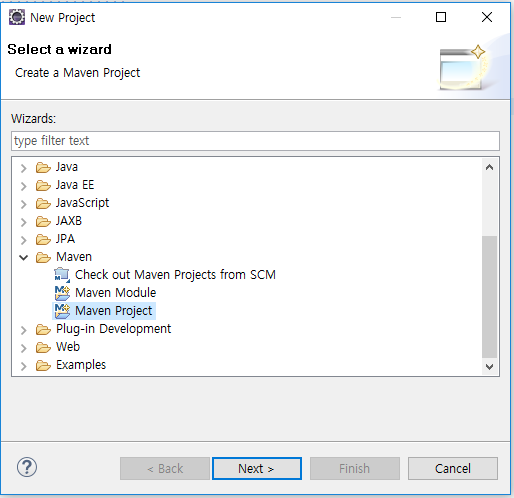 New Project
Select a wizard
Create a Maven Project
Wizards:
type filter text
Java
Java EE
JavaScript
JAXB
JPA
Maven
Check out Maven Projects from SCM
Maven Module
Maven Project
Plug-in Development
Web
Examples
? < Back Next > Finish Cancel